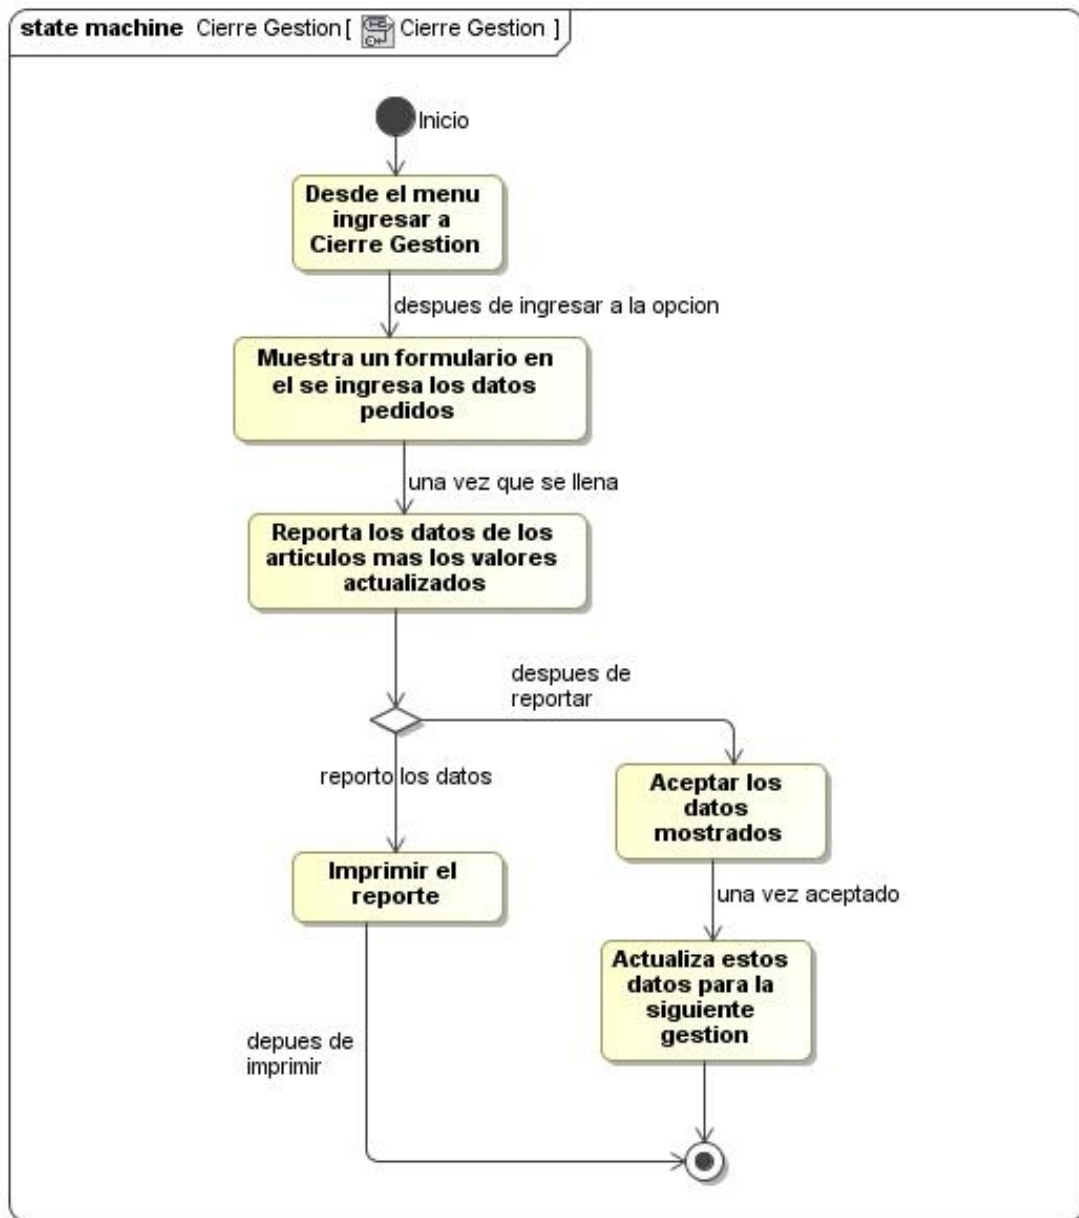 state machine Cierre Gestion [ Cierre Gestion ]
Inicio
Desde el menu
ingresar a
Cierre Gestion
despues de ingresar a la opcion
Muestra un formulario en
el se ingresa los datos
pedidos
una vez que se llena
Reporta los datos de los
articulos mas los valores
actualizados
despues de
reportar
reporto los datos
Aceptar los
datos
mostrados
Imprimir el
reporte
una vez aceptado
Actualiza estos
datos para la
siguiente
gestion
depues de
imprimir